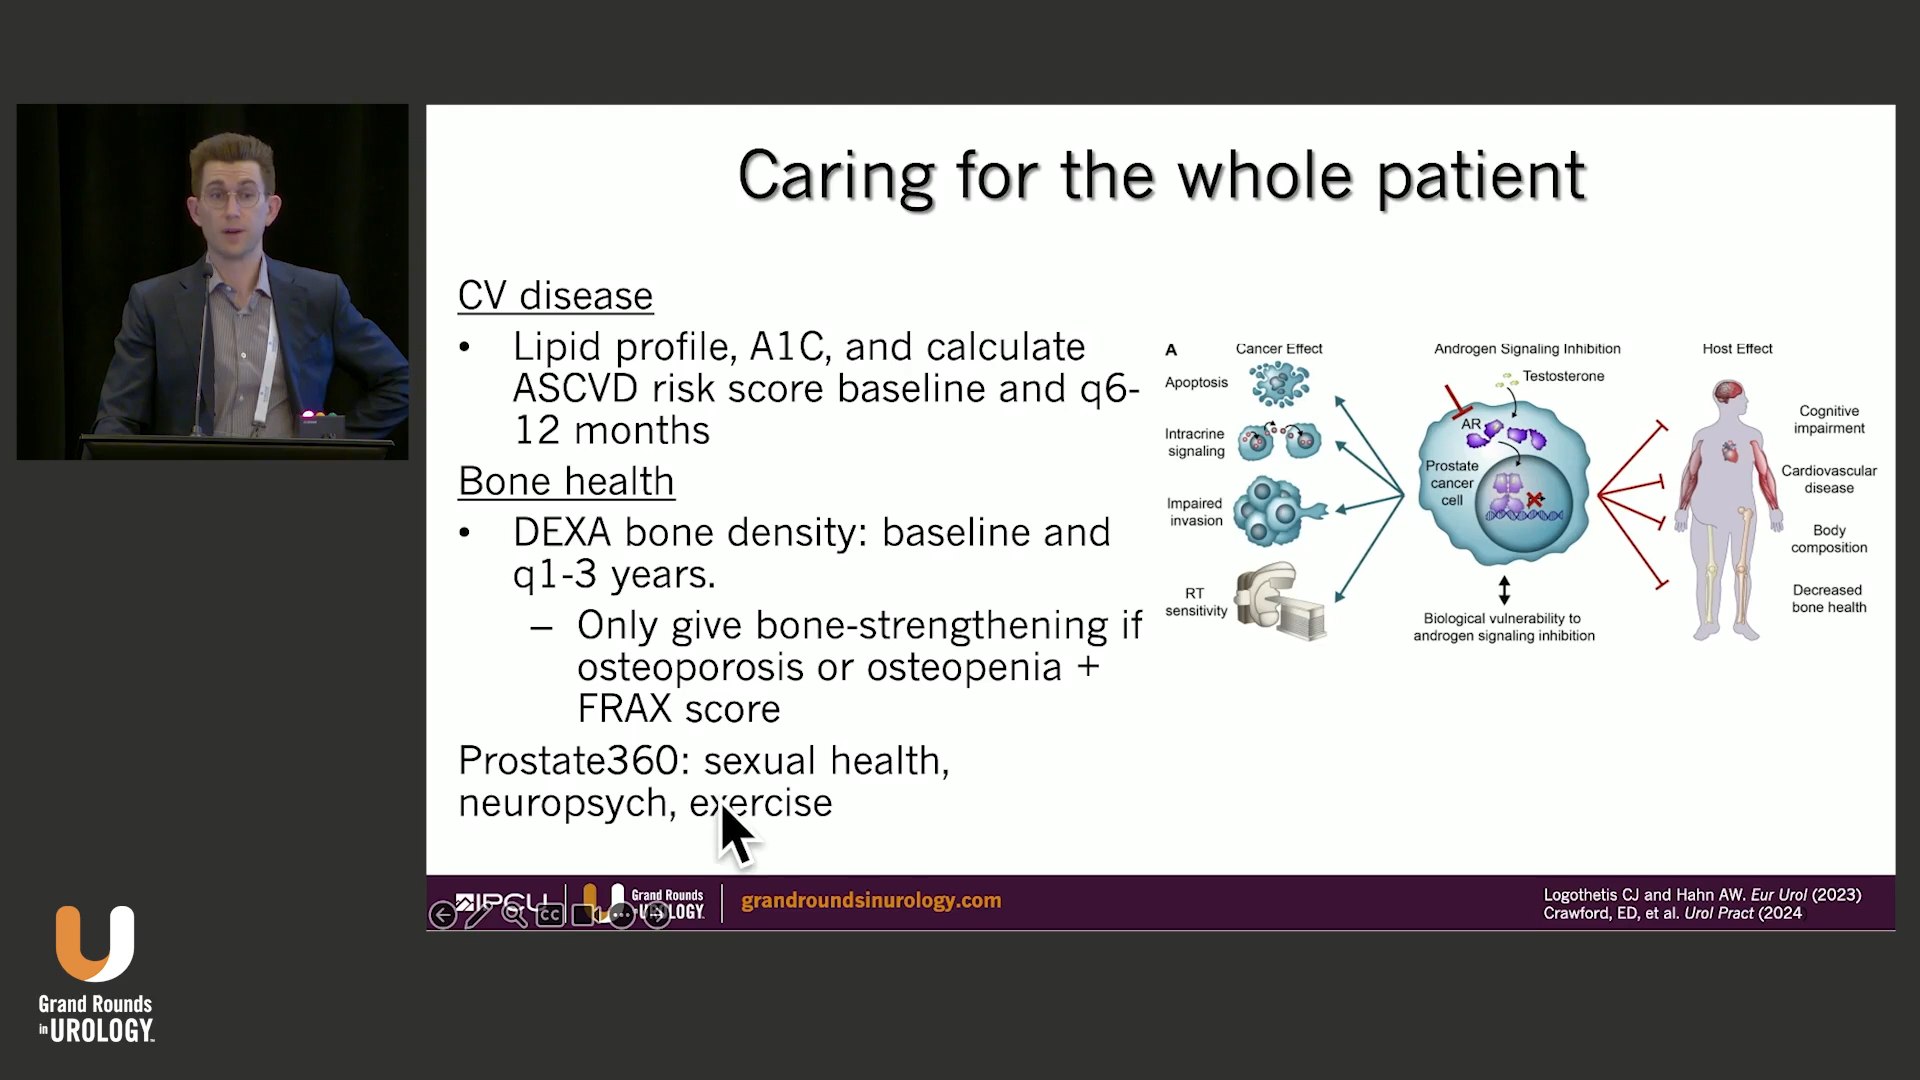 Caring for the whole patient
CV disease
• Lipid profile, A1C, and calculate
ASCVD risk score baseline and q6-
12 months
Bone health
• DEXA bone density: baseline and
q1-3 years.
– Only give bone-strengthening if
osteoporosis or osteopenia +
FRAX score
Prostate360: sexual health,
neuropsych, exercise
A
Cancer Effect
Androgen Signaling Inhibition
Host Effect
Apoptosis
Intracrine
signaling
Impaired
invasion
RT
sensitivity
Testosterone
AR
Prostate
cancer
cell
Biological vulnerability to
androgen signaling inhibition
Cognitive
impairment
Cardiovascular
disease
Body
composition
Decreased
bone health
CC
Grand Rounds
UROLOGY
grandroundsinurology.com
Logothetis CJ and Hahn AW. Eur Urol (2023)
Crawford, ED, et al. Urol Pract (2024
Grand Rounds
in UROLOGY™